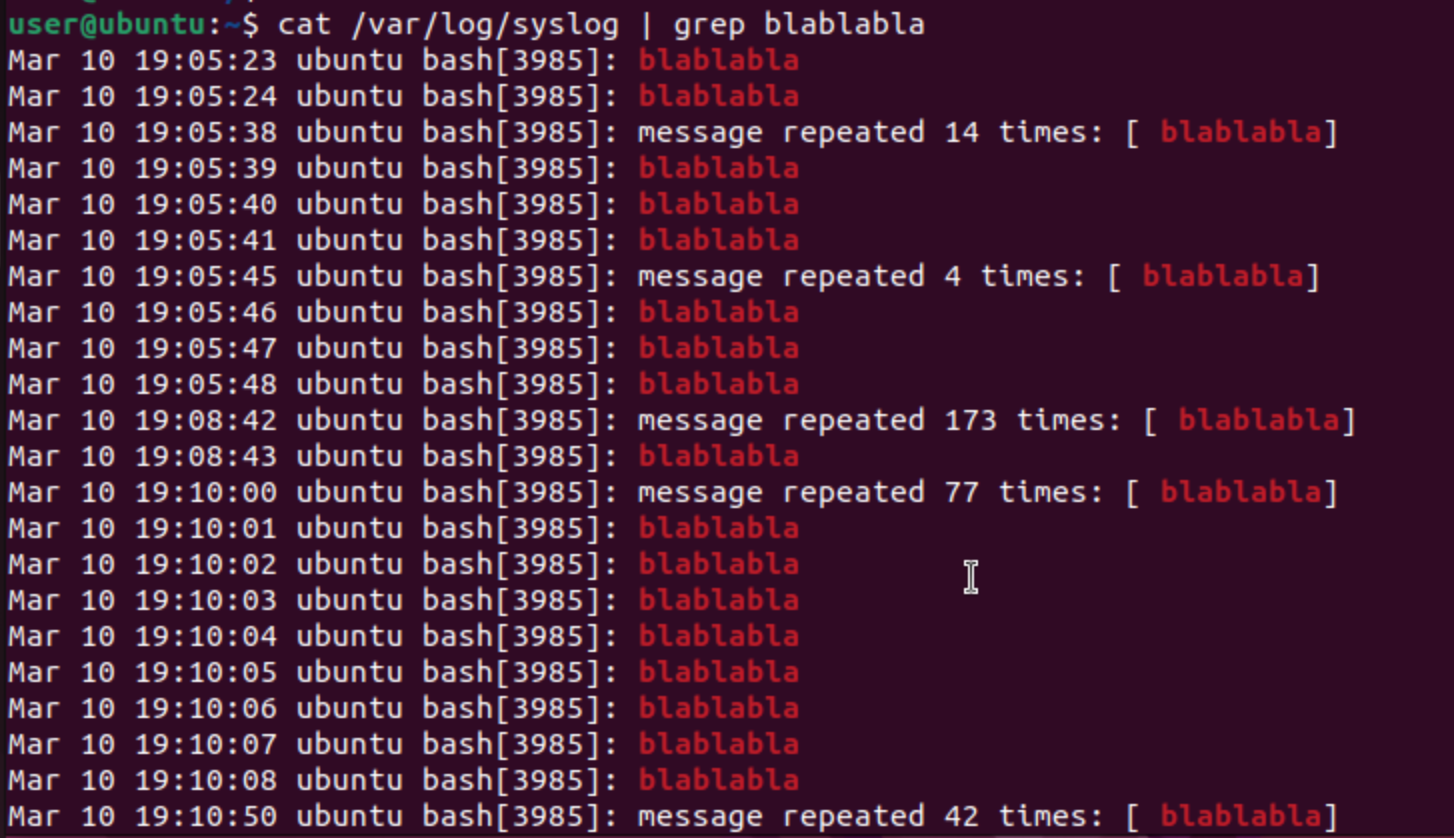 user@ubuntu:~$ cat /var/log/syslog | grep blablabla
Mar 10 19:05:23 ubuntu bash[3985]: blablabla
Mar 10 19:05:24 ubuntu bash[3985]: blablabla
Mar 10 19:05:38 ubuntu bash[3985]: message repeated 14 times: [ blablabla]
Mar 10 19:05:39 ubuntu bash[3985]: blablabla
Mar 10 19:05:40 ubuntu bash[3985]: blablabla
Mar 10 19:05:41 ubuntu bash[3985]: blablabla
Mar 10 19:05:45 ubuntu bash[3985]: message repeated 4 times: [ blablabla]
Mar 10 19:05:46 ubuntu bash[3985]: blablabla
Mar 10 19:05:47 ubuntu bash[3985]: blablabla
Mar 10 19:05:48 ubuntu bash[3985]: blablabla
Mar 10 19:08:42 ubuntu bash[3985]: message repeated 173 times: [ blablabla]
Mar 10 19:08:43 ubuntu bash[3985]: blablabla
Mar 10 19:10:00 ubuntu bash[3985]: message repeated 77 times: [ blablabla]
Mar 10 19:10:01 ubuntu bash[3985]: blablabla
Mar 10 19:10:02 ubuntu bash[3985]: blablabla
Mar 10 19:10:03 ubuntu bash[3985]: blablabla
Mar 10 19:10:04 ubuntu bash[3985]: blablabla
Mar 10 19:10:05 ubuntu bash[3985]: blablabla
Mar 10 19:10:06 ubuntu bash[3985]: blablabla
Mar 10 19:10:07 ubuntu bash[3985]: blablabla
Mar 10 19:10:08 ubuntu bash[3985]: blablabla
Mar 10 19:10:50 ubuntu bash[3985]: message repeated 42 times: [ blablabla]